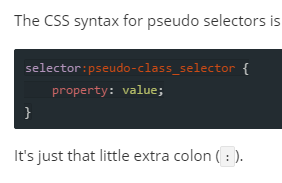 The CSS syntax for pseudo selectors is
selector:pseudo-class_selector {
property: value;
}
It's just that little extra colon ( : ).